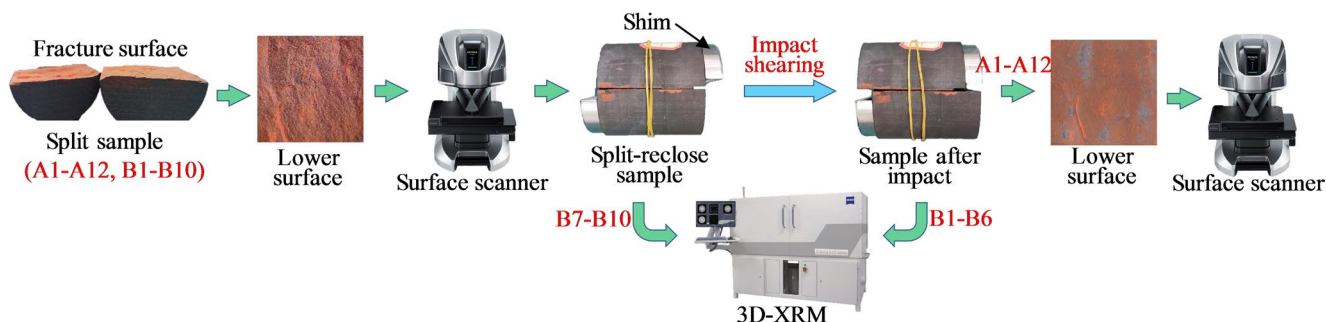 Fracture surface
Split sample
(A1-A12, B1-B10)
Lower
surface
Surface scanner
Shim
Split-reclose
sample
Impact
shearing
Sample after
impact
A1-A12
Lower
surface
Surface scanner
B7-B10
B1-B6
3D-XRM